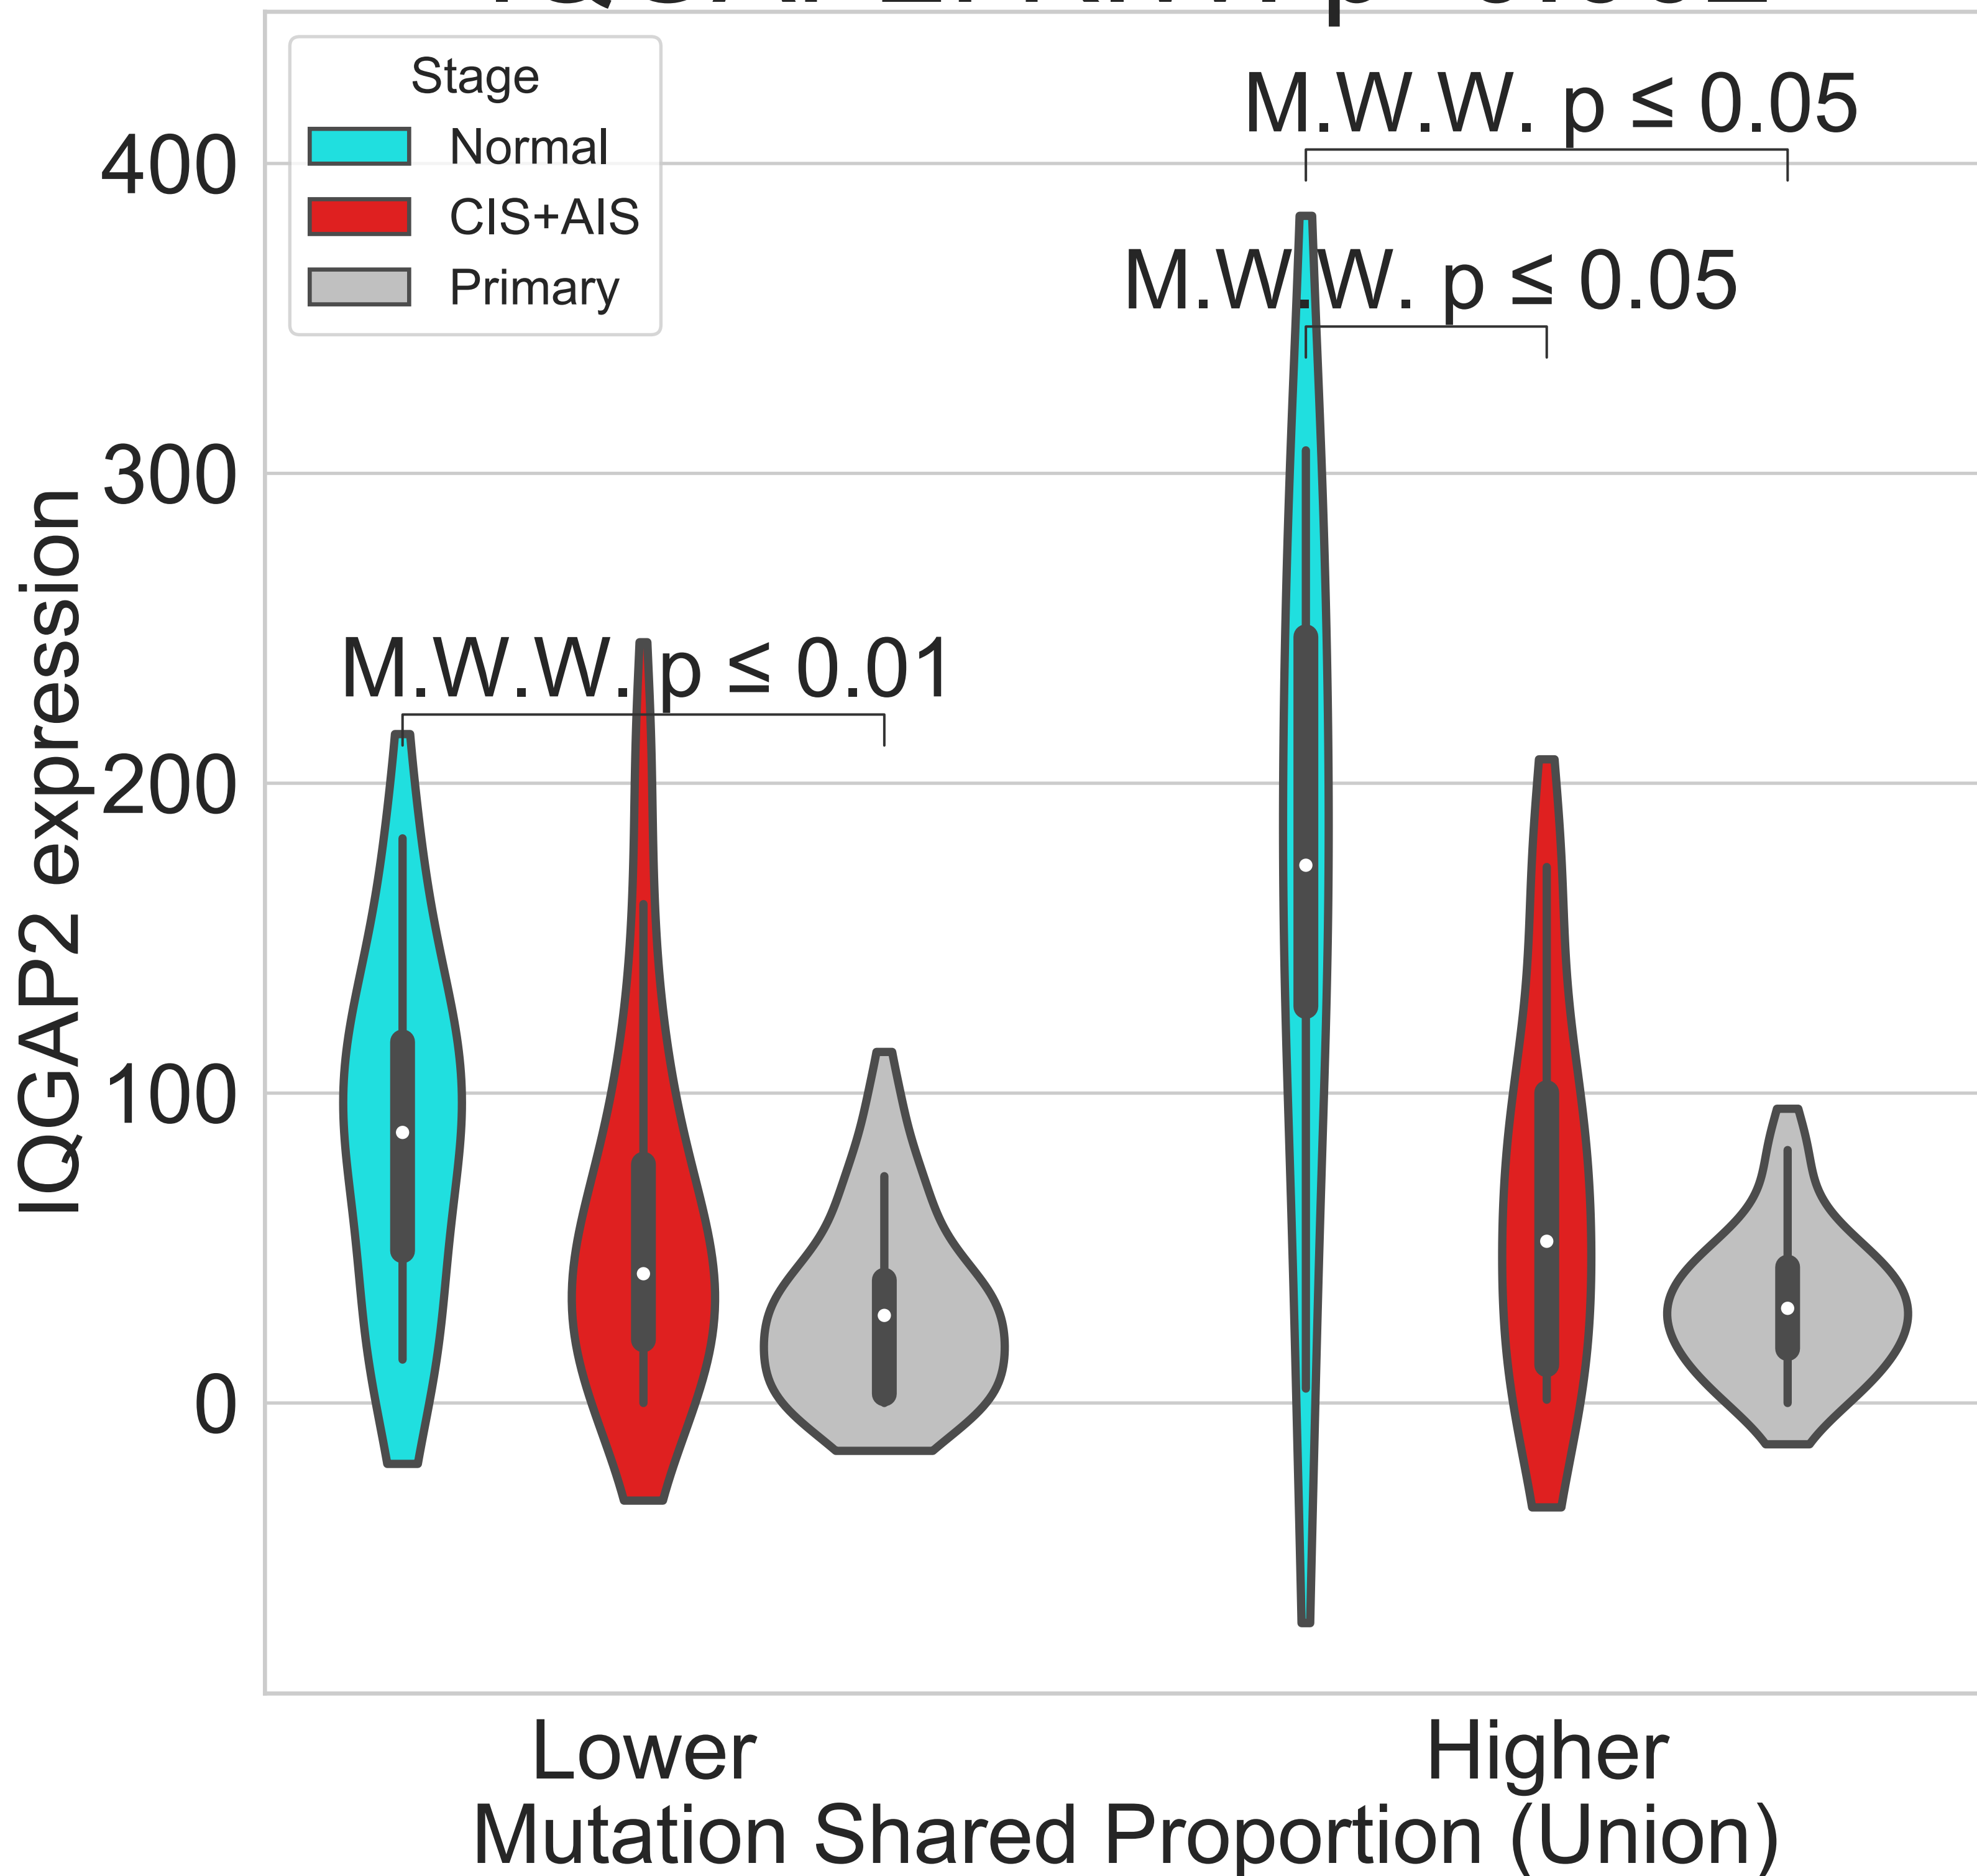 Stage
Normal
CIS+AIS
Primary
M.W.W. p ≤ 0.05
M.W.W. p ≤ 0.05
M.W.W. p ≤ 0.01
400
300
200
100
0
IQGAP2 expression
Lower
Higher
Mutation Shared Proportion (Union)